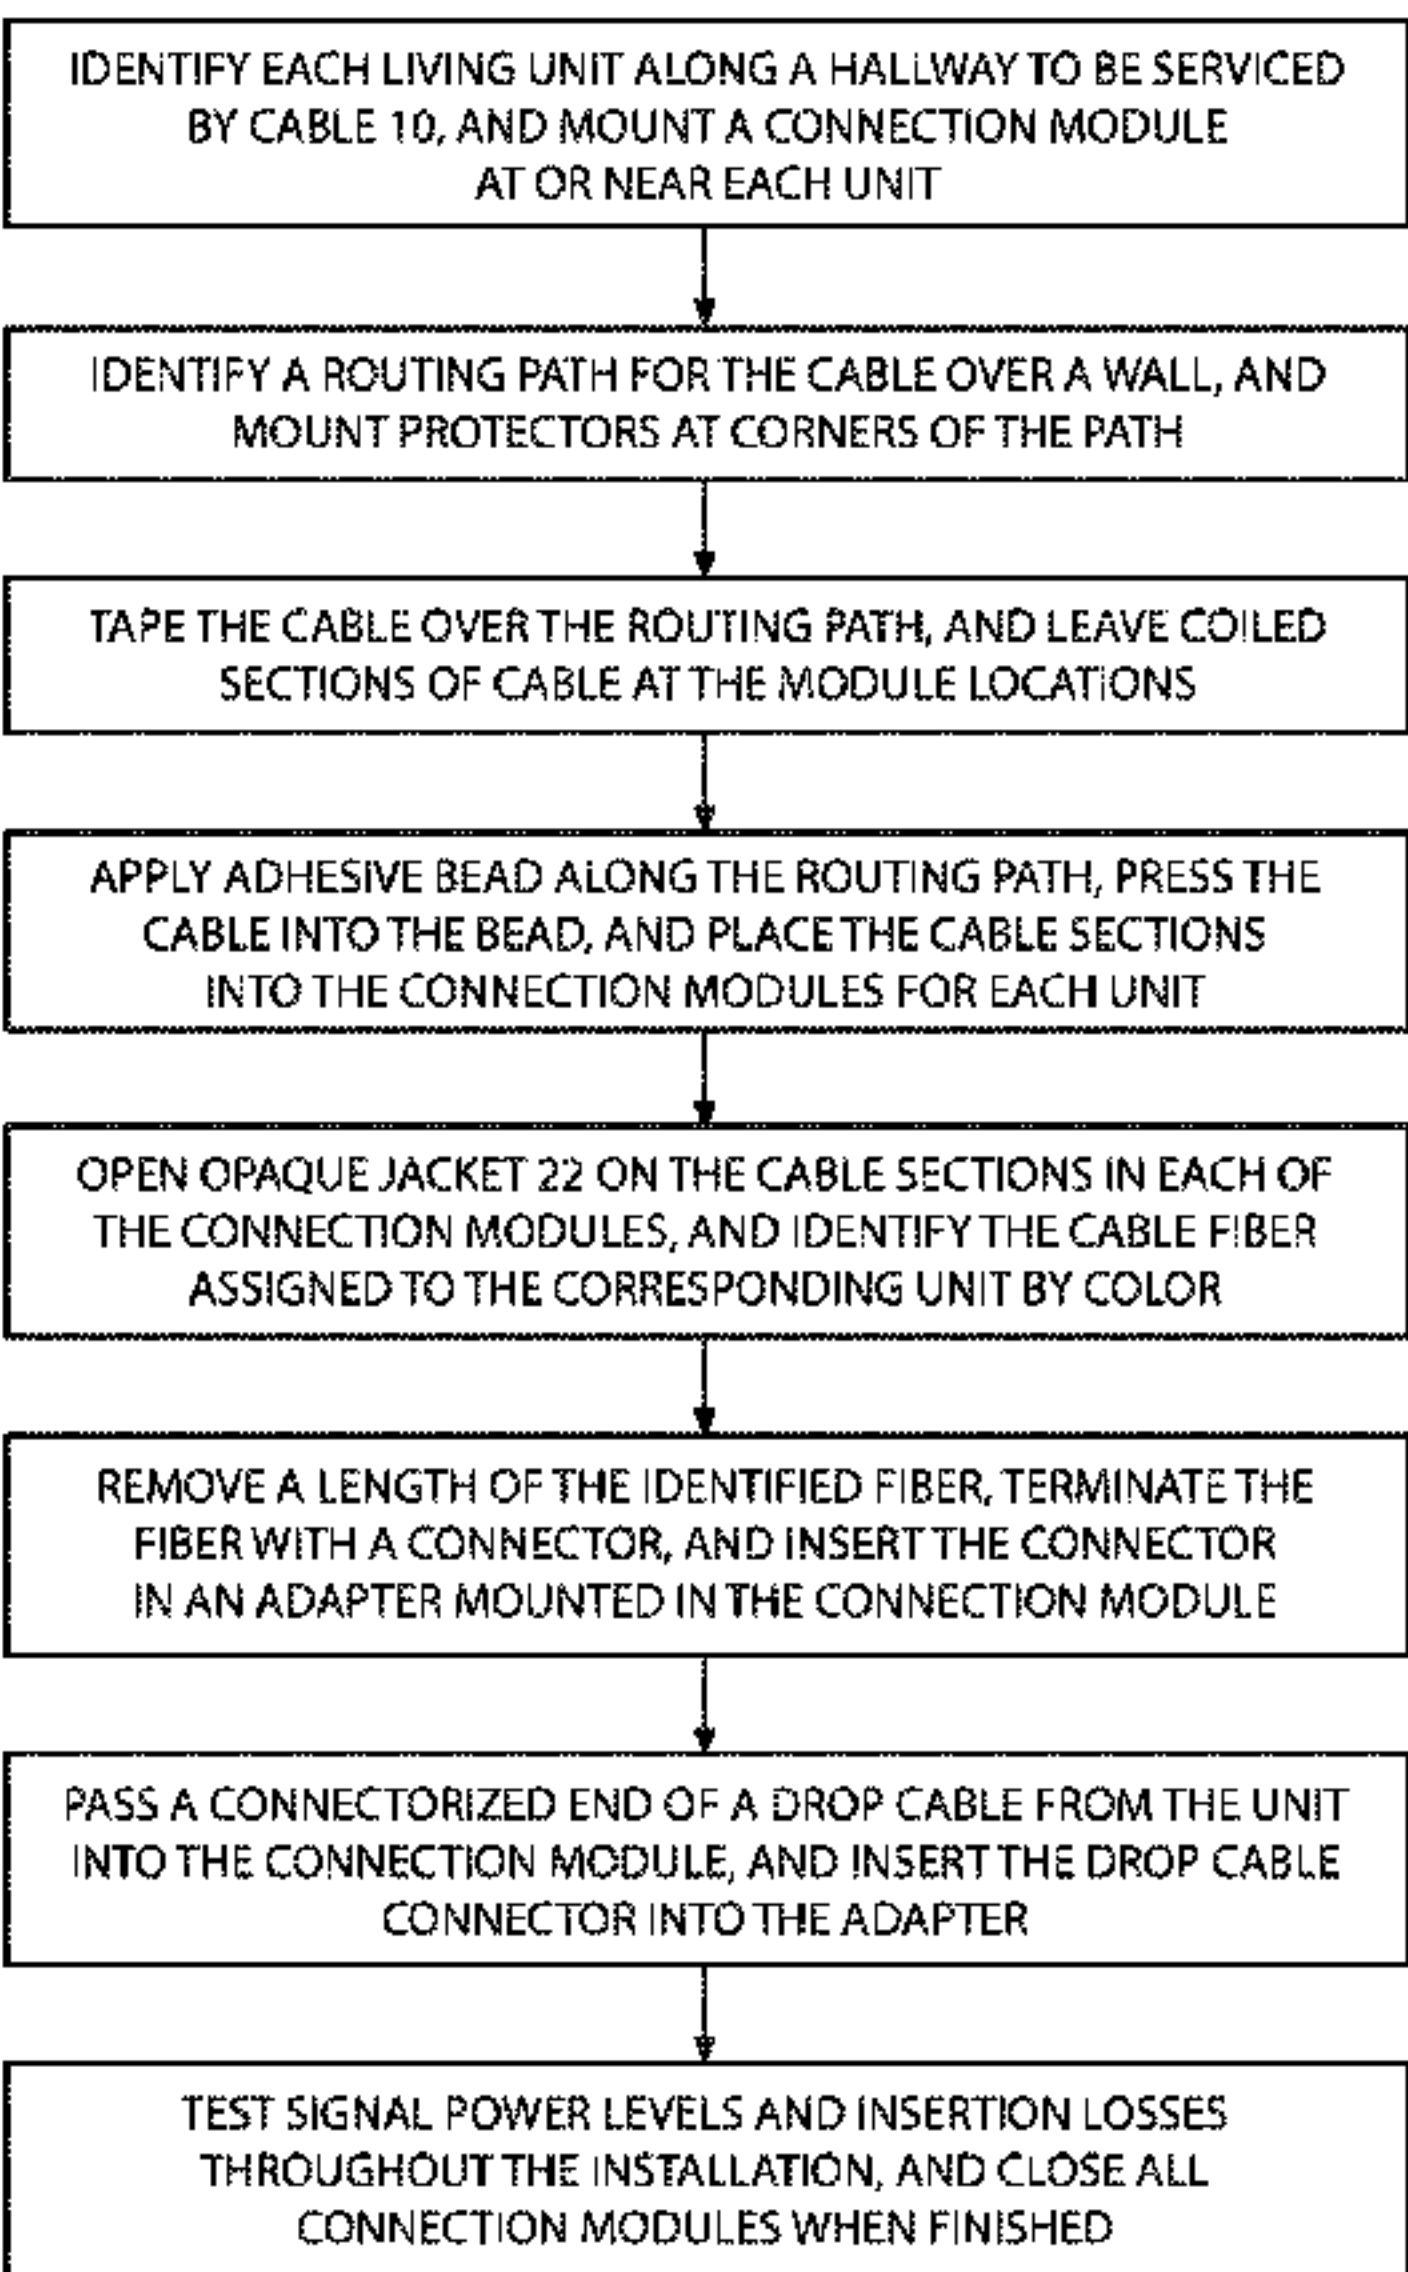 IDENTIFY EACH LIVING UNIT ALONG A HALLWAY TO BE SERVICED
BY CABLE 10, AND MOUNT A CONNECTION MODULE
AT OR NEAR EACH UNIT
IDENTIFY A ROUTING PATH FOR THE CABLE OVER A WALL, AND
MOUNT PROTECTORS AT CORNERS OF THE PATH
TAPE THE CABLE OVER THE ROUTING PATH, AND LEAVE COILED
SECTIONS OF CABLE AT THE MODULE LOCATIONS
APPLY ADHESIVE BEAD ALONG THE ROUTING PATH, PRESS THE
CABLE INTO THE BEAD, AND PLACE THE CABLE SECTIONS
INTO THE CONNECTION MODULES FOR EACH UNIT
OPEN OPAQUE JACKET 22 ON THE CABLE SECTIONS IN EACH OF
THE CONNECTION MODULES, AND IDENTIFY THE CABLE FIBER
ASSIGNED TO THE CORRESPONDING UNIT BY COLOR
REMOVE A LENGTH OF THE IDENTIFIED FIBER, TERMINATE THE
FIBER WITH A CONNECTOR, AND INSERT THE CONNECTOR
IN AN ADAPTER MOUNTED IN THE CONNECTION MODULE
PASS A CONNECTORIZED END OF A DROP CABLE FROM THE UNIT
INTO THE CONNECTION MODULE, AND INSERT THE DROP CABLE
CONNECTOR INTO THE ADAPTER
TEST SIGNAL POWER LEVELS AND INSERTION LOSSES
THROUGHOUT THE INSTALLATION, AND CLOSE ALL
CONNECTION MODULES WHEN FINISHED